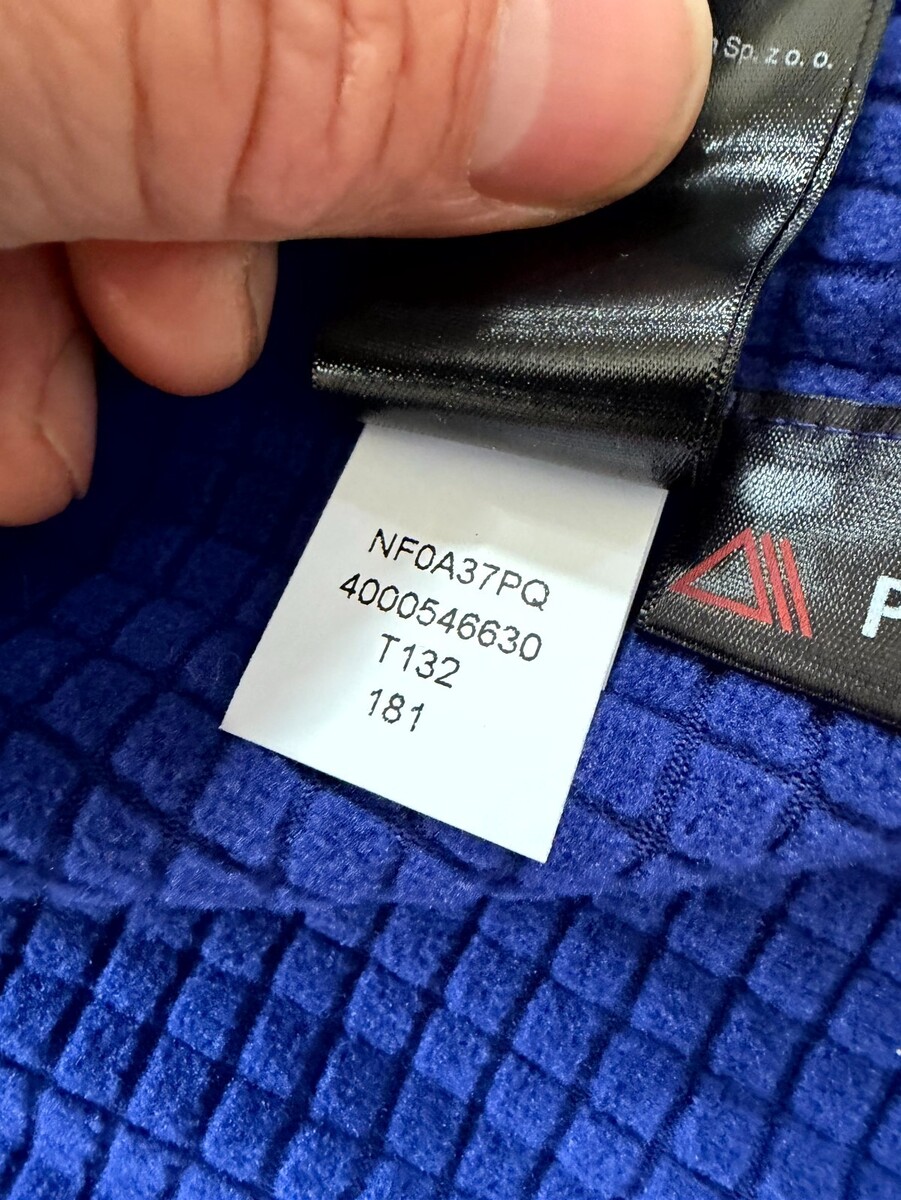 Sp. z o. o.
NF0A37PQ
4000546630
T132
181
P